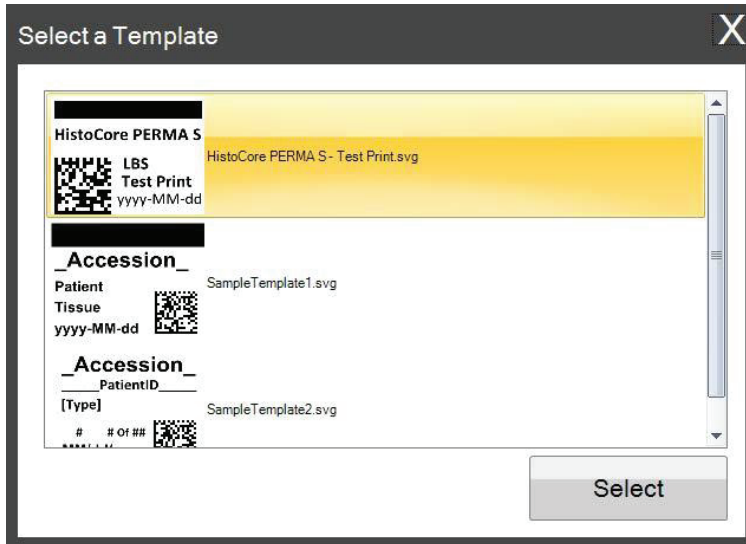 Select a Template
X
HistoCore PERMA S
LBS
Test Print
yyyy-MM-dd
HistoCore PERMA S - Test Print.svg
_Accession_
Patient
Tissue
yyyy-MM-dd
SampleTemplate1.svg
_Accession_
_____PatientID_____
[Type]
# # Of ##
SampleTemplate2.svg
Select